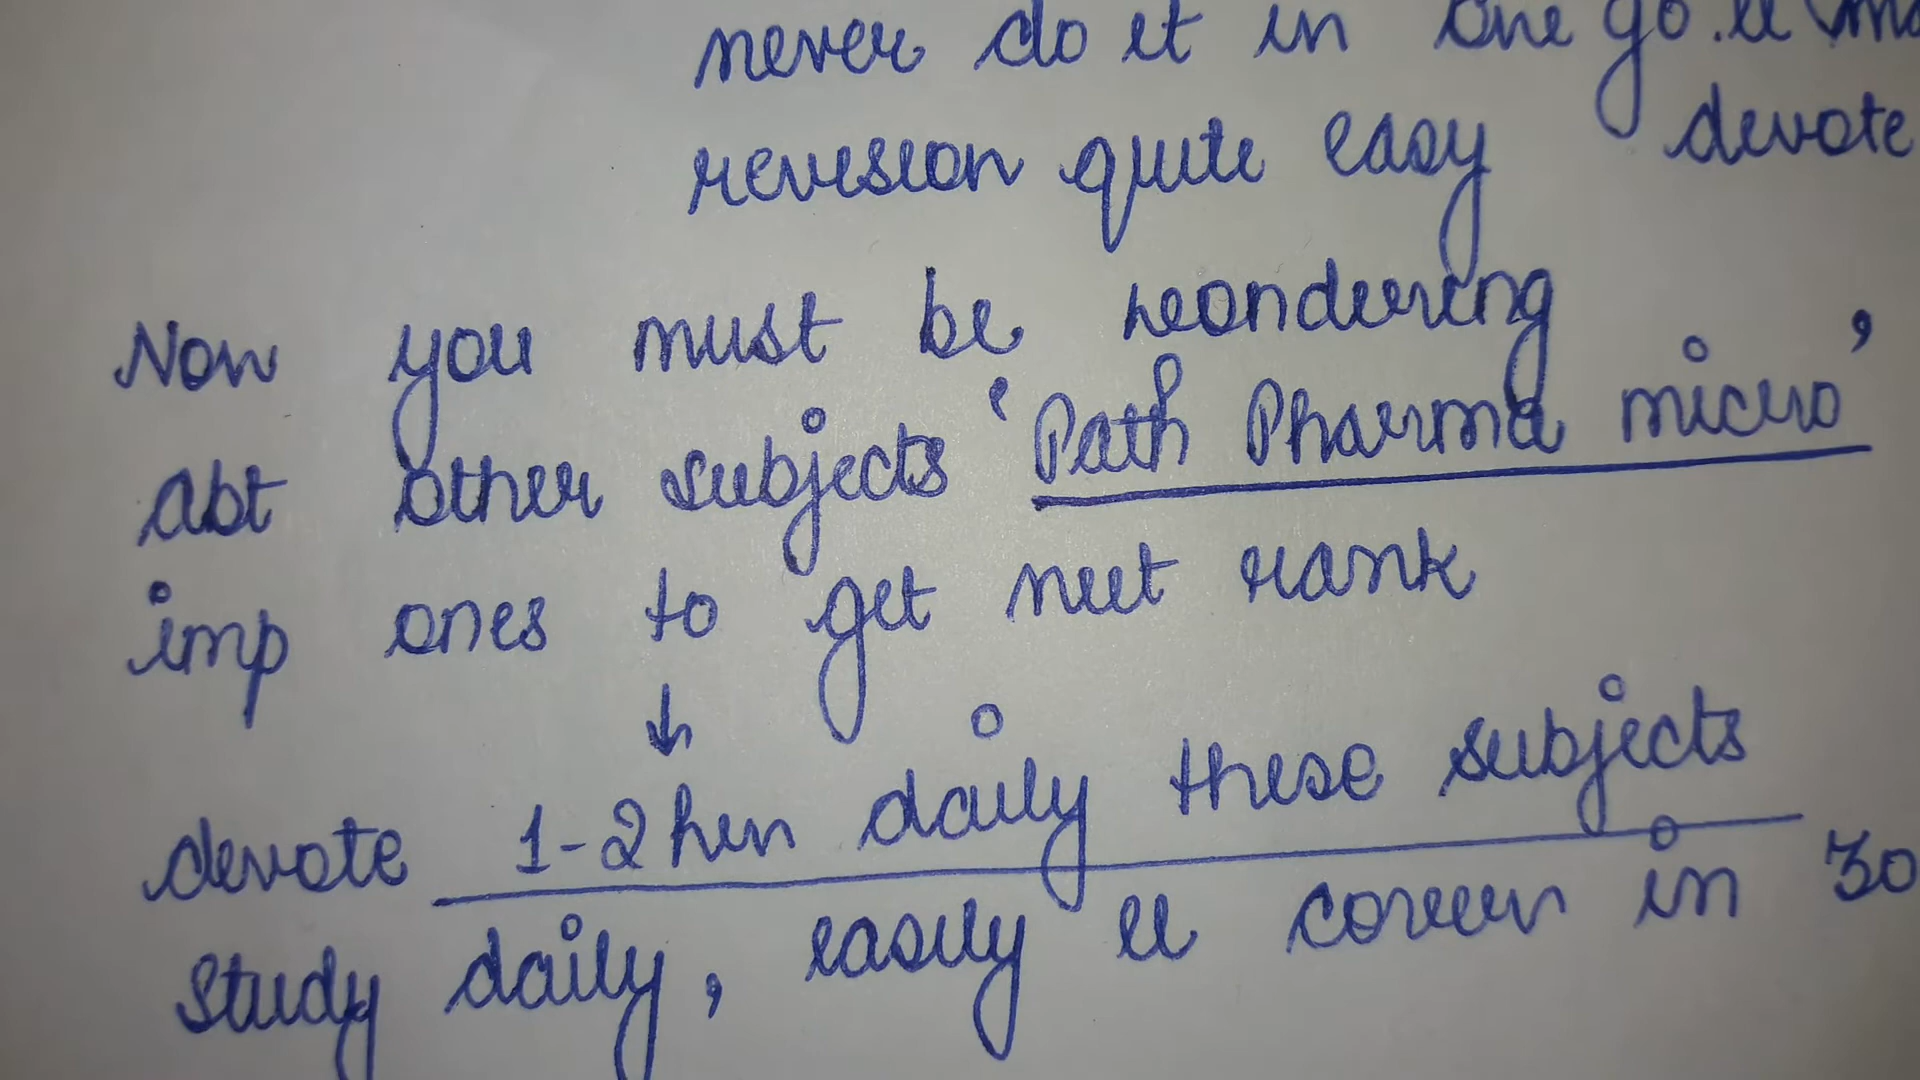 never do it in one go. ll
revision quite easy devote
Now you must be wondering
abt other subjects 'Path Pharma micro'
imp ones to get neet rank
↓
devote 1-2 hrs daily these subjects
study daily, easily ll cover in 30